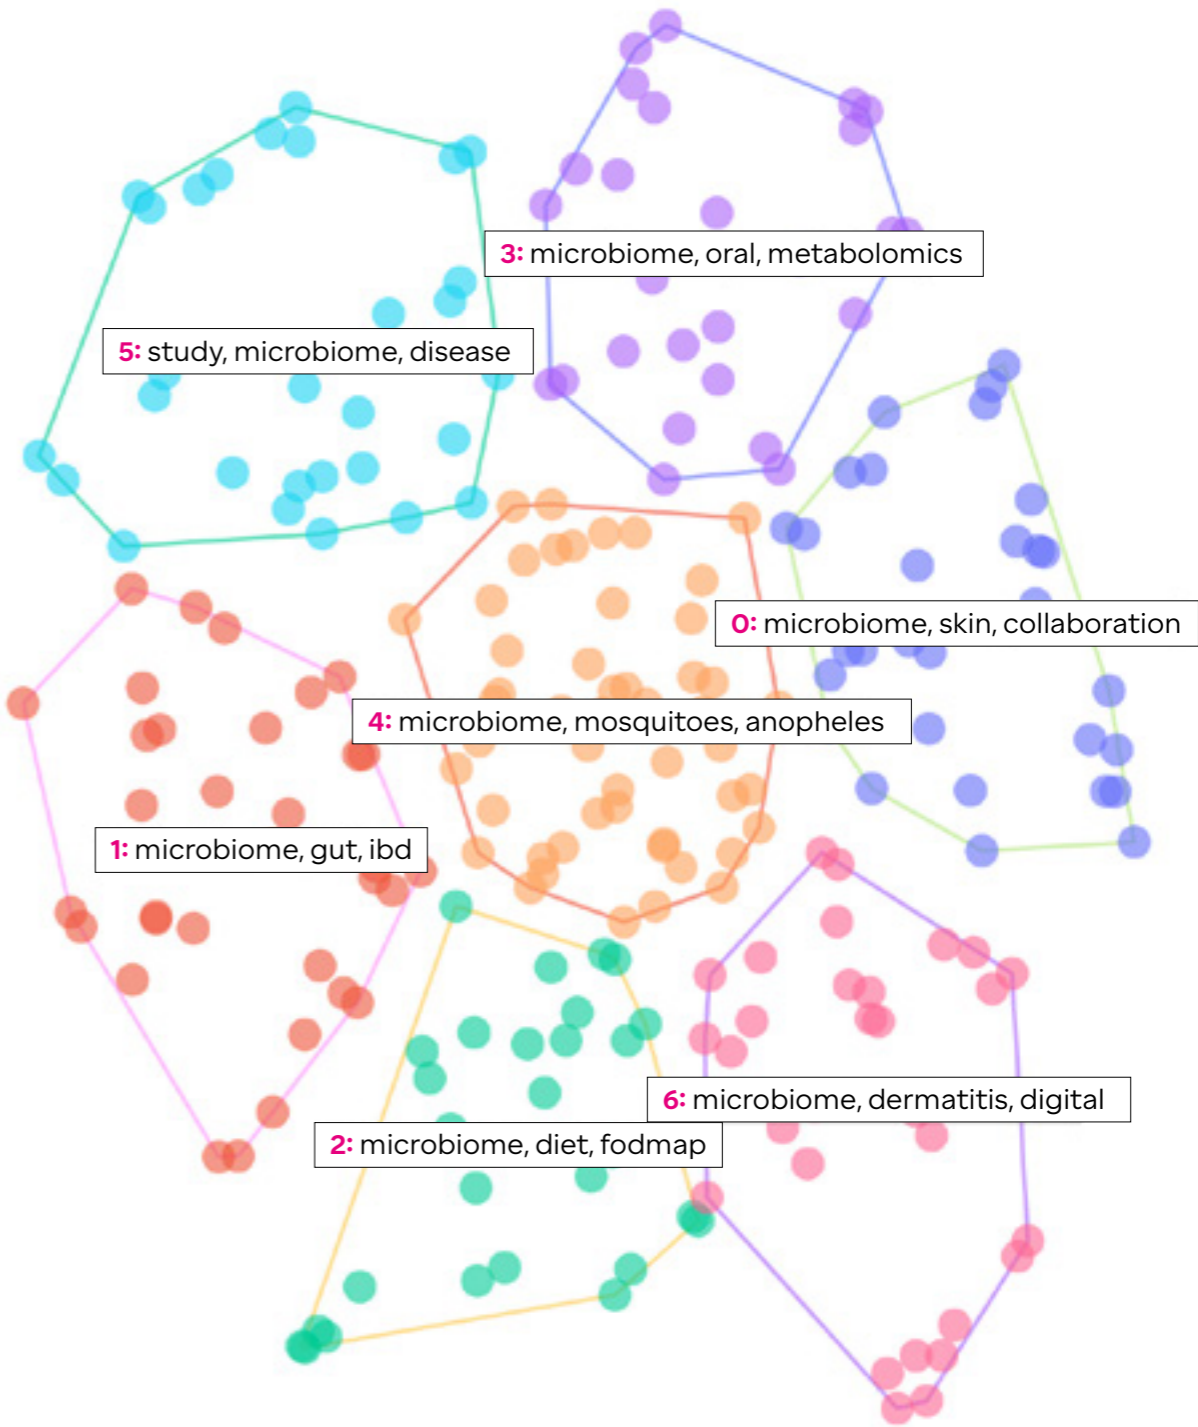 3: microbiome, oral, metabolomics
5: study, microbiome, disease
0: microbiome, skin, collaboration
4: microbiome, mosquitoes, anopheles
1: microbiome, gut, ibd
6: microbiome, dermatitis, digital
2: microbiome, diet, fodmap